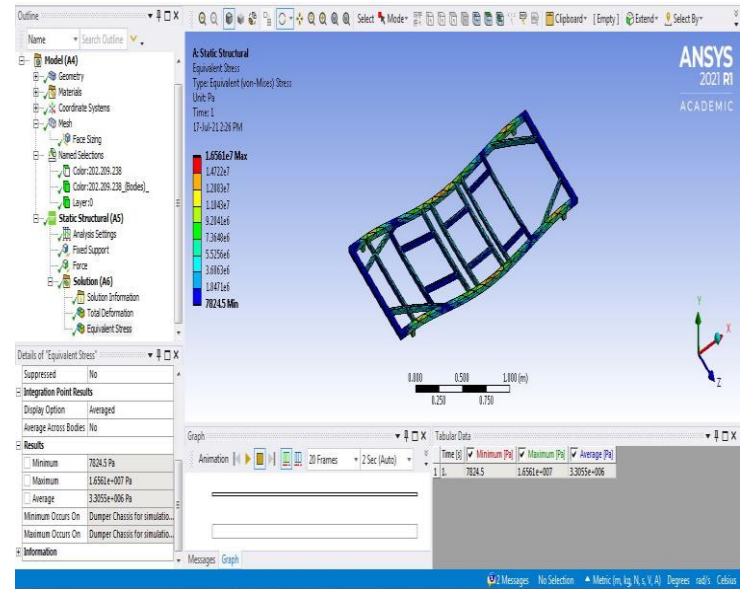 Outline
Name
Search Outline
Model (A4)
Geometry
Materials
Coordinate Systems
Mesh
Face Sizing
Named Selections
Color:202.209.238
Color:202.209.238_(Bodies)_
Layer:0
Static Structural (A5)
Analysis Settings
Fixed Support
Force
Solution (A6)
Solution Information
Total Deformation
Equivalent Stress
Details of "Equivalent Stress"
Suppressed No
Integration Point Results
Display Option Averaged
Average Across Bodies No
Results
Minimum 7824.5 Pa
Maximum 1.6561e+007 Pa
Average 3.3055e+006 Pa
Minimum Occurs On Dumper Chassis for simulatio...
Maximum Occurs On Dumper Chassis for simulatio...
Information
Select Mode Clipboard [Empty] Extend Select By
A: Static Structural
Equivalent Stress
Type: Equivalent (von-Mises) Stress
Unit: Pa
Time: 1
17-Jul-21 2:26 PM
1.6561e7 Max
1.4722e7
1.2883e7
1.1043e7
9.2041e6
7.3648e6
5.5256e6
3.6863e6
1.8471e6
7824.5 Min
ANSYS
2021 R1
ACADEMIC
Y
X
Z
0.000 0.500 1.000 (m)
0.250 0.750
Graph
Animation 20 Frames 2 Sec (Auto)
Messages Graph
Tabular Data
Time [s] Minimum [Pa] Maximum [Pa] Average [Pa]
1 1. 7824.5 1.6561e+007 3.3055e+006
2 Messages No Selection Metric (m, kg, N, s, V, A) Degrees rad/s Celsius